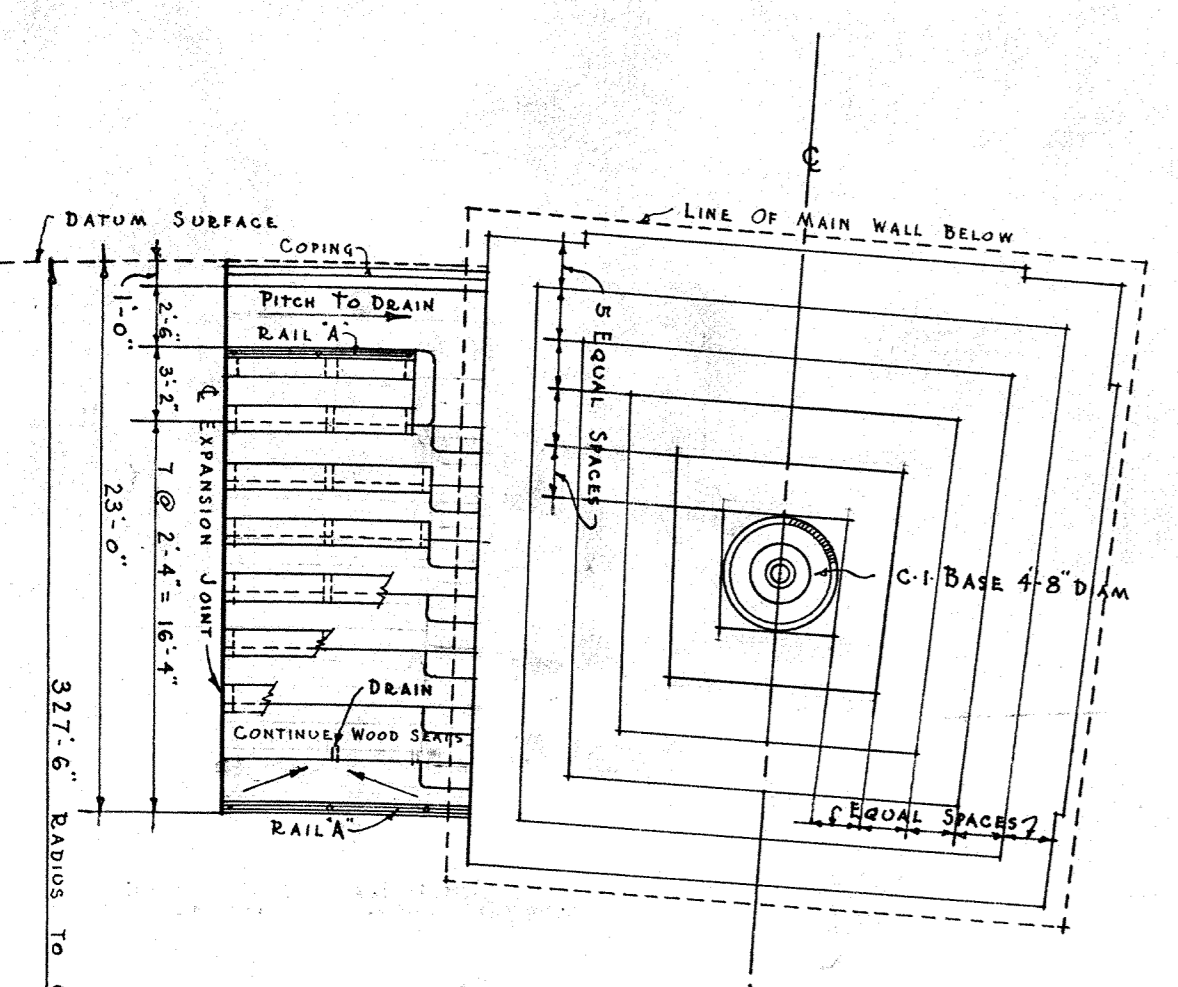 ℄
LINE OF MAIN WALL BELOW
DATUM SURFACE
COPING
PITCH TO DRAIN
RAIL "A"
1'-0"
2'-6"
3'-2"
7 @ 2'-4" = 16'-4"
23'-0"
327'-6" RADIUS TO
℄ EXPANSION JOINT
5 EQUAL SPACES
C.I. BASE 4'-8" DIAM
DRAIN
CONTINUE WOOD SEATS
RAIL "A"
EQUAL SPACES